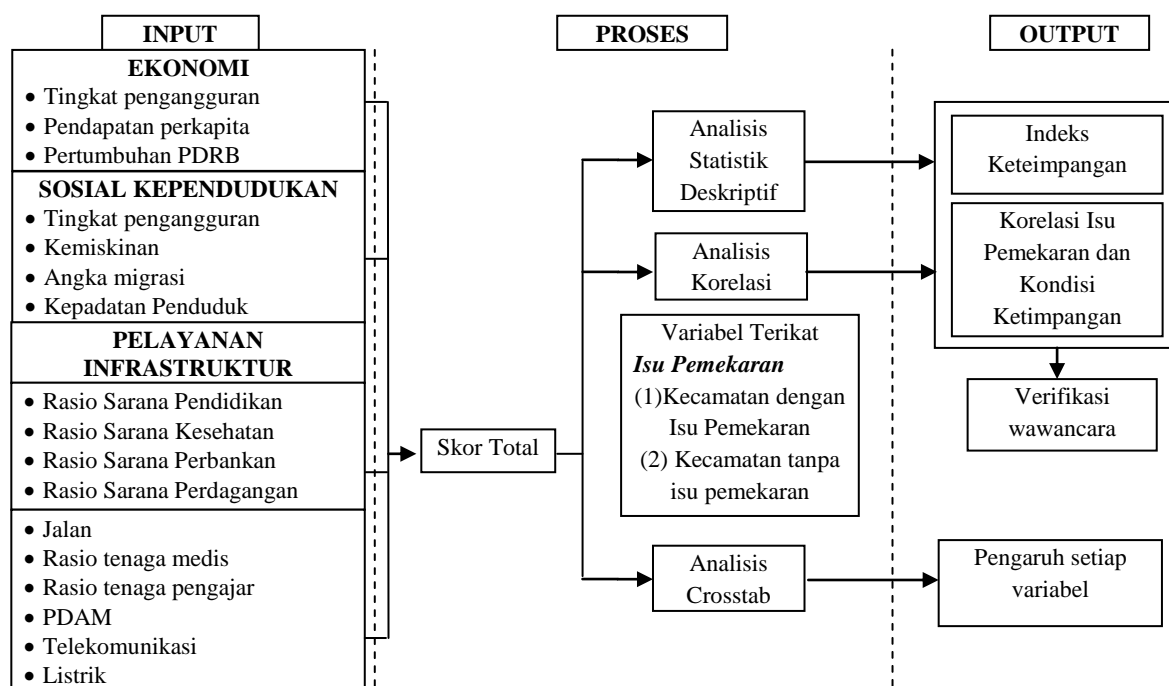 INPUT
EKONOMI
• Tingkat pengangguran
• Pendapatan perkapita
• Pertumbuhan PDRB
SOSIAL KEPENDUDUKAN
• Tingkat pengangguran
• Kemiskinan
• Angka migrasi
• Kepadatan Penduduk
PELAYANAN
INFRASTRUKTUR
• Rasio Sarana Pendidikan
• Rasio Sarana Kesehatan
• Rasio Sarana Perbankan
• Rasio Sarana Perdagangan
• Jalan
• Rasio tenaga medis
• Rasio tenaga pengajar
• PDAM
• Telekomunikasi
• Listrik
Skor Total
PROSES
Analisis
Statistik
Deskriptif
Analisis
Korelasi
Variabel Terikat
Isu Pemekaran
(1)Kecamatan dengan
Isu Pemekaran
(2) Kecamatan tanpa
isu pemekaran
Analisis
Crosstab
OUTPUT
Indeks
Keteimpangan
Korelasi Isu
Pemekaran dan
Kondisi
Ketimpangan
Verifikasi
wawancara
Pengaruh setiap
variabel